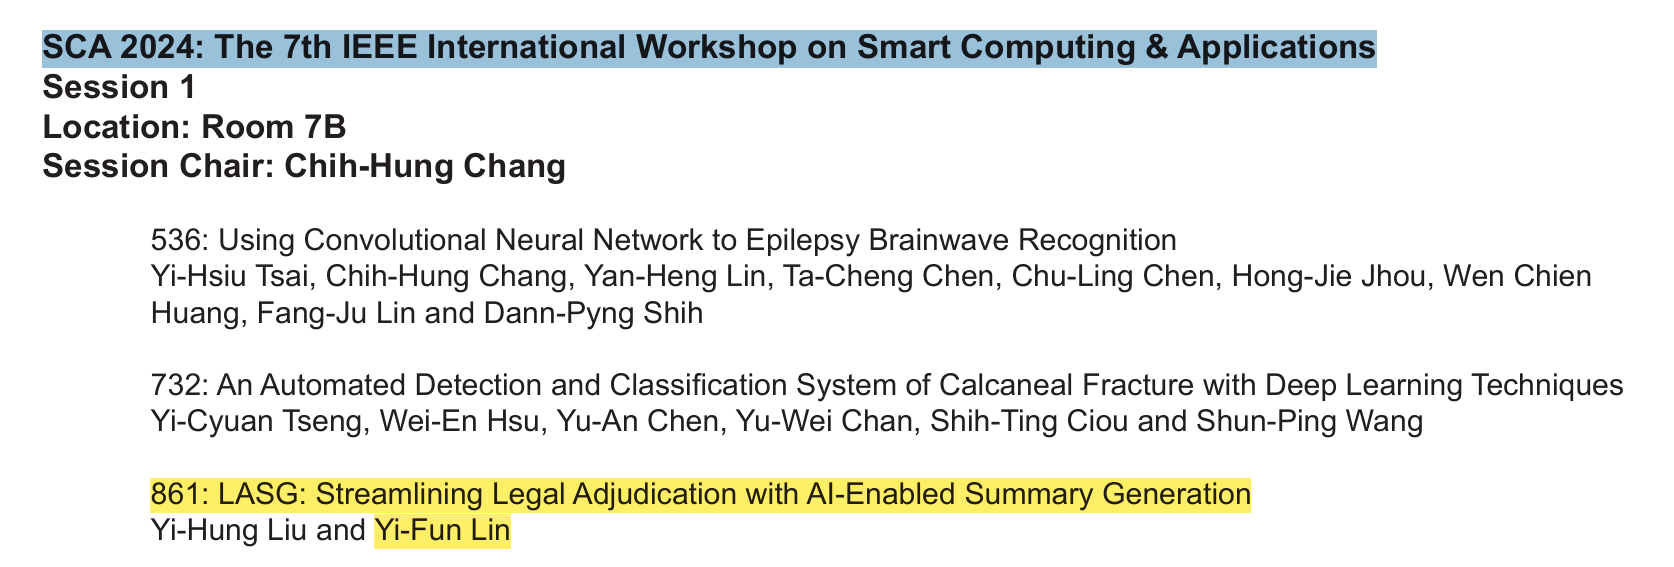 SCA 2024: The 7th IEEE International Workshop on Smart Computing & Applications
Session 1
Location: Room 7B
Session Chair: Chih-Hung Chang
536: Using Convolutional Neural Network to Epilepsy Brainwave Recognition
Yi-Hsiu Tsai, Chih-Hung Chang, Yan-Heng Lin, Ta-Cheng Chen, Chu-Ling Chen, Hong-Jie Jhou, Wen Chien
Huang, Fang-Ju Lin and Dann-Pyng Shih
732: An Automated Detection and Classification System of Calcaneal Fracture with Deep Learning Techniques
Yi-Cyuan Tseng, Wei-En Hsu, Yu-An Chen, Yu-Wei Chan, Shih-Ting Ciou and Shun-Ping Wang
861: LASG: Streamlining Legal Adjudication with AI-Enabled Summary Generation
Yi-Hung Liu and Yi-Fun Lin